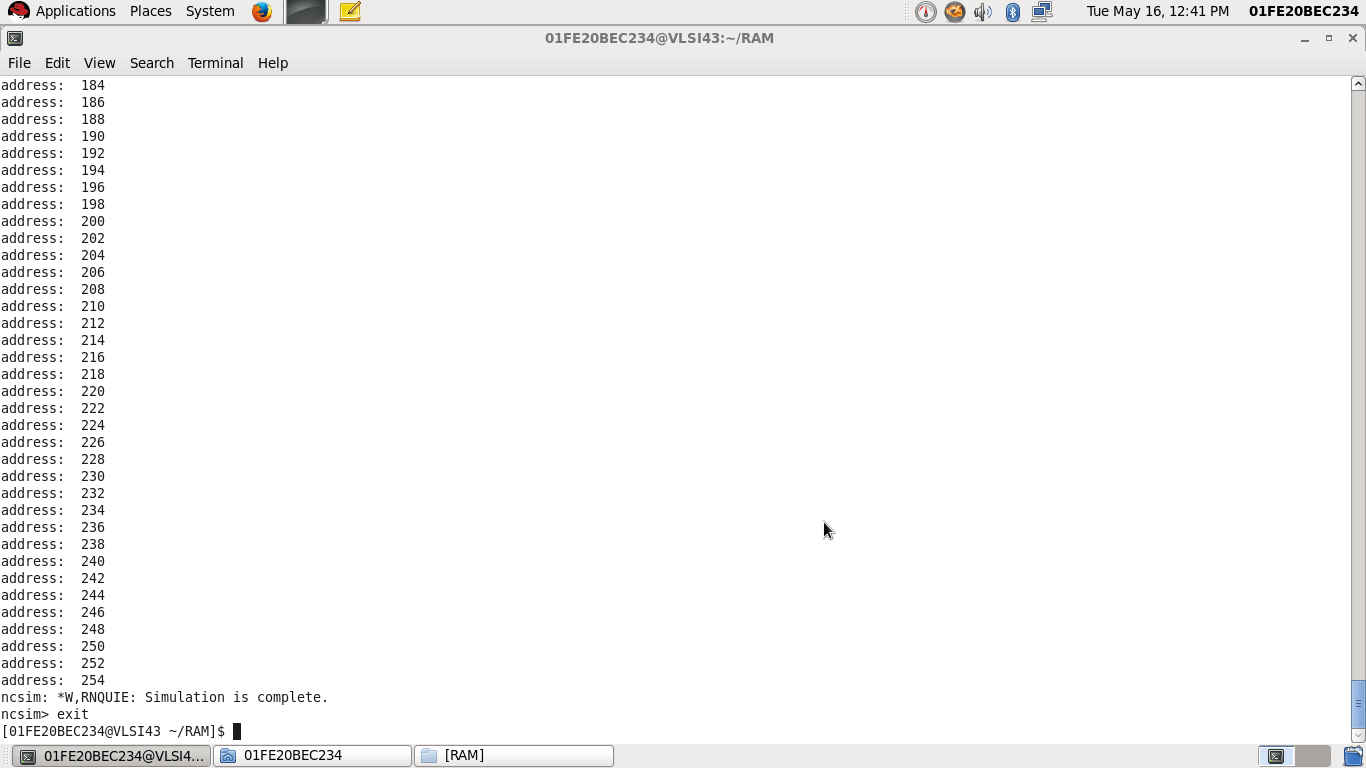 Applications Places System Tue May 16, 12:41 PM 01FE20BEC234
01FE20BEC234@VLSI43:~/RAM
File Edit View Search Terminal Help
address:  184
address:  186
address:  188
address:  190
address:  192
address:  194
address:  196
address:  198
address:  200
address:  202
address:  204
address:  206
address:  208
address:  210
address:  212
address:  214
address:  216
address:  218
address:  220
address:  222
address:  224
address:  226
address:  228
address:  230
address:  232
address:  234
address:  236
address:  238
address:  240
address:  242
address:  244
address:  246
address:  248
address:  250
address:  252
address:  254
ncsim: *W,RNQUIE: Simulation is complete.
ncsim> exit
[01FE20BEC234@VLSI43 ~/RAM]$
01FE20BEC234@VLSI4... 01FE20BEC234 [RAM]